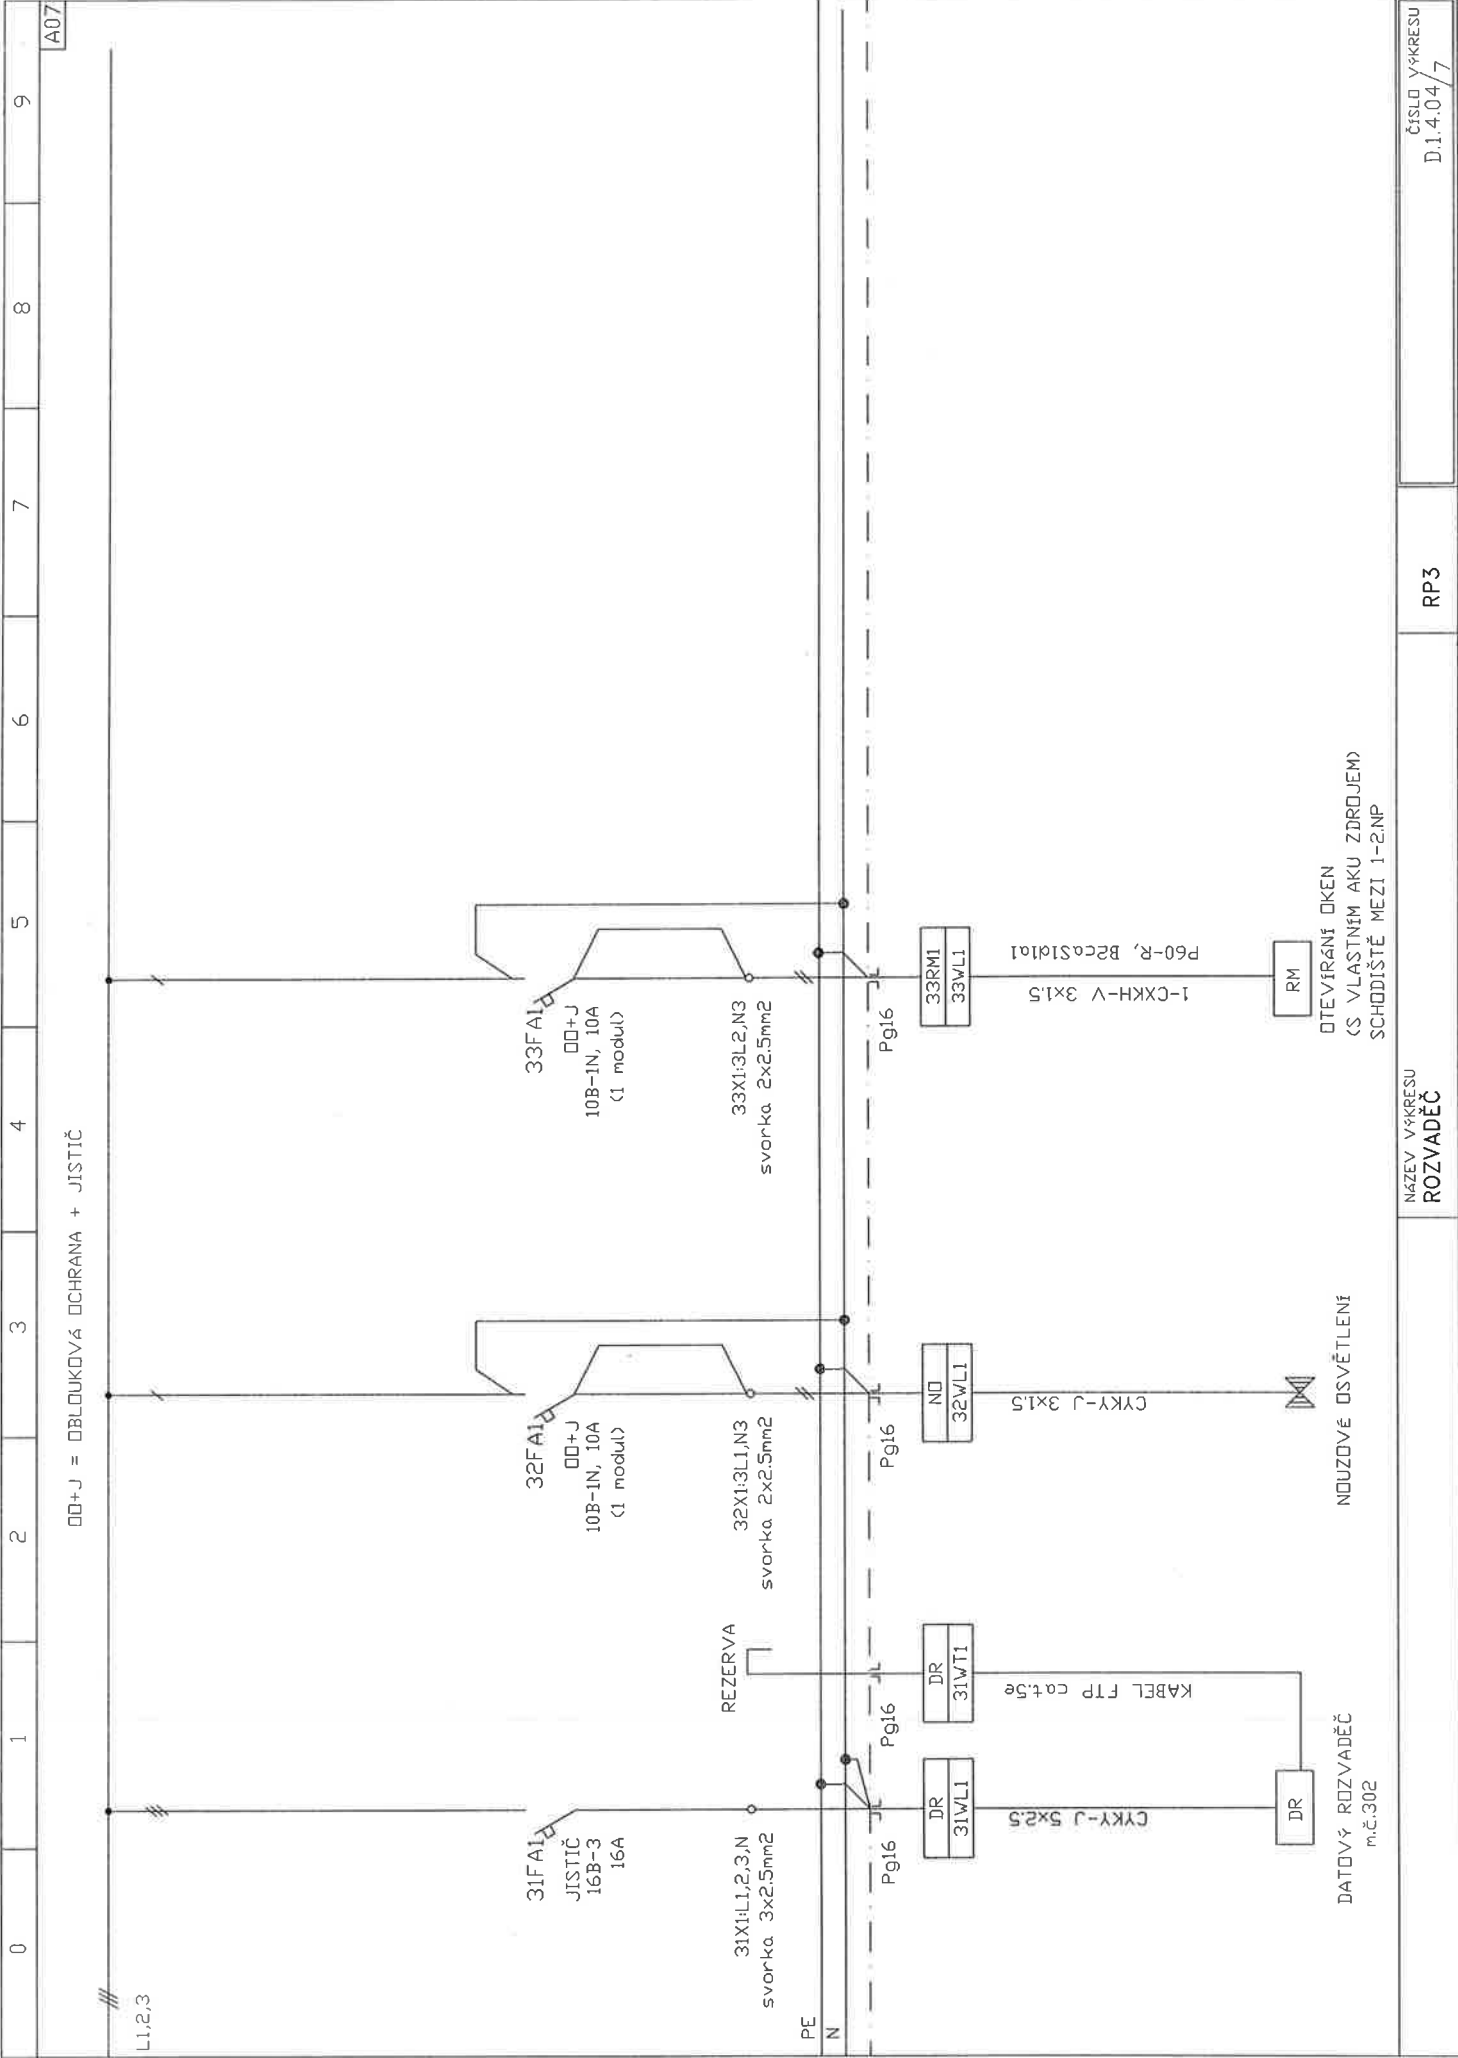 0 1 2 3 4 5 6 7 8 9
A07
OO+J = OBLOUKOVÁ OCHRANA + JISTIČ
L1,2,3
31FA1
JISTIČ
16B-3
16A
32FA1
OO+J
10B-1N, 10A
(1 modul)
33FA1
OO+J
10B-1N, 10A
(1 modul)
REZERVA
31X1:L1,2,3,N
svorka 3x2.5mm2
32X1:3L1,N3
svorka 2x2.5mm2
33X1:3L2,N3
svorka 2x2.5mm2
PE
N
Pg16
Pg16
Pg16
Pg16
DR
31WL1
DR
31WT1
NO
32WL1
33RM1
33WL1
CYKY-J 5x2.5
KABEL FTP cat.5e
CYKY-J 3x1.5
1-CXKH-V 3x1.5
P60-R, B2caS1d1a1
DR
RM
DATOVÝ ROZVADĚČ
m.č.302
NOUZOVÉ OSVĚTLENÍ
OTEVÍRÁNÍ OKEN
(S VLASTNÍM AKU ZDROJEM)
SCHODIŠTĚ MEZI 1-2.NP
NÁZEV VÝKRESU
ROZVADĚČ
RP3
ČÍSLO VÝKRESU
D.1.4.04/7